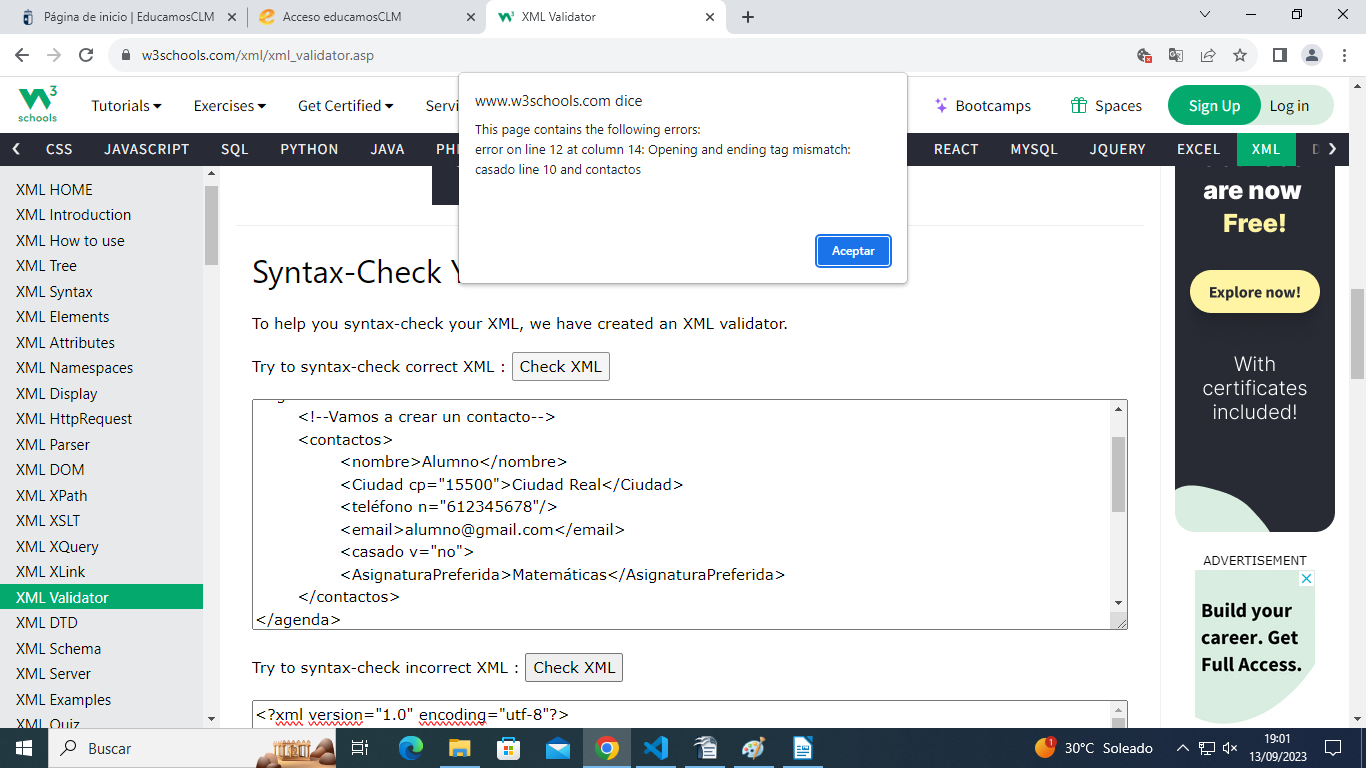 Página de inicio | EducamosCLM
Acceso educamosCLM
XML Validator
w3schools.com/xml/xml_validator.asp
W3
schools
Tutorials
Exercises
Get Certified
Servi
Bootcamps
Spaces
Sign Up
Log in
CSS
JAVASCRIPT
SQL
PYTHON
JAVA
REACT
MYSQL
JQUERY
EXCEL
XML
www.w3schools.com dice
This page contains the following errors:
error on line 12 at column 14: Opening and ending tag mismatch:
casado line 10 and contactos
Aceptar
XML HOME
XML Introduction
XML How to use
XML Tree
XML Syntax
XML Elements
XML Attributes
XML Namespaces
XML Display
XML HttpRequest
XML Parser
XML DOM
XML XPath
XML XSLT
XML XQuery
XML XLink
XML Validator
XML DTD
XML Schema
XML Server
XML Examples
XML Quiz
Syntax-Check
To help you syntax-check your XML, we have created an XML validator.
Try to syntax-check correct XML :
Check XML
<!--Vamos a crear un contacto-->
<contactos>
<nombre>Alumno</nombre>
<Ciudad cp="15500">Ciudad Real</Ciudad>
<teléfono n="612345678"/>
<email>alumno@gmail.com</email>
<casado v="no">
<AsignaturaPreferida>Matemáticas</AsignaturaPreferida>
</contactos>
</agenda>
Try to syntax-check incorrect XML :
Check XML
<?xml version="1.0" encoding="utf-8"?>
are now
Free!
Explore now!
With
certificates
included!
ADVERTISEMENT
Build your
career. Get
Full Access.
Buscar
1
30°C Soleado
19:01
13/09/2023